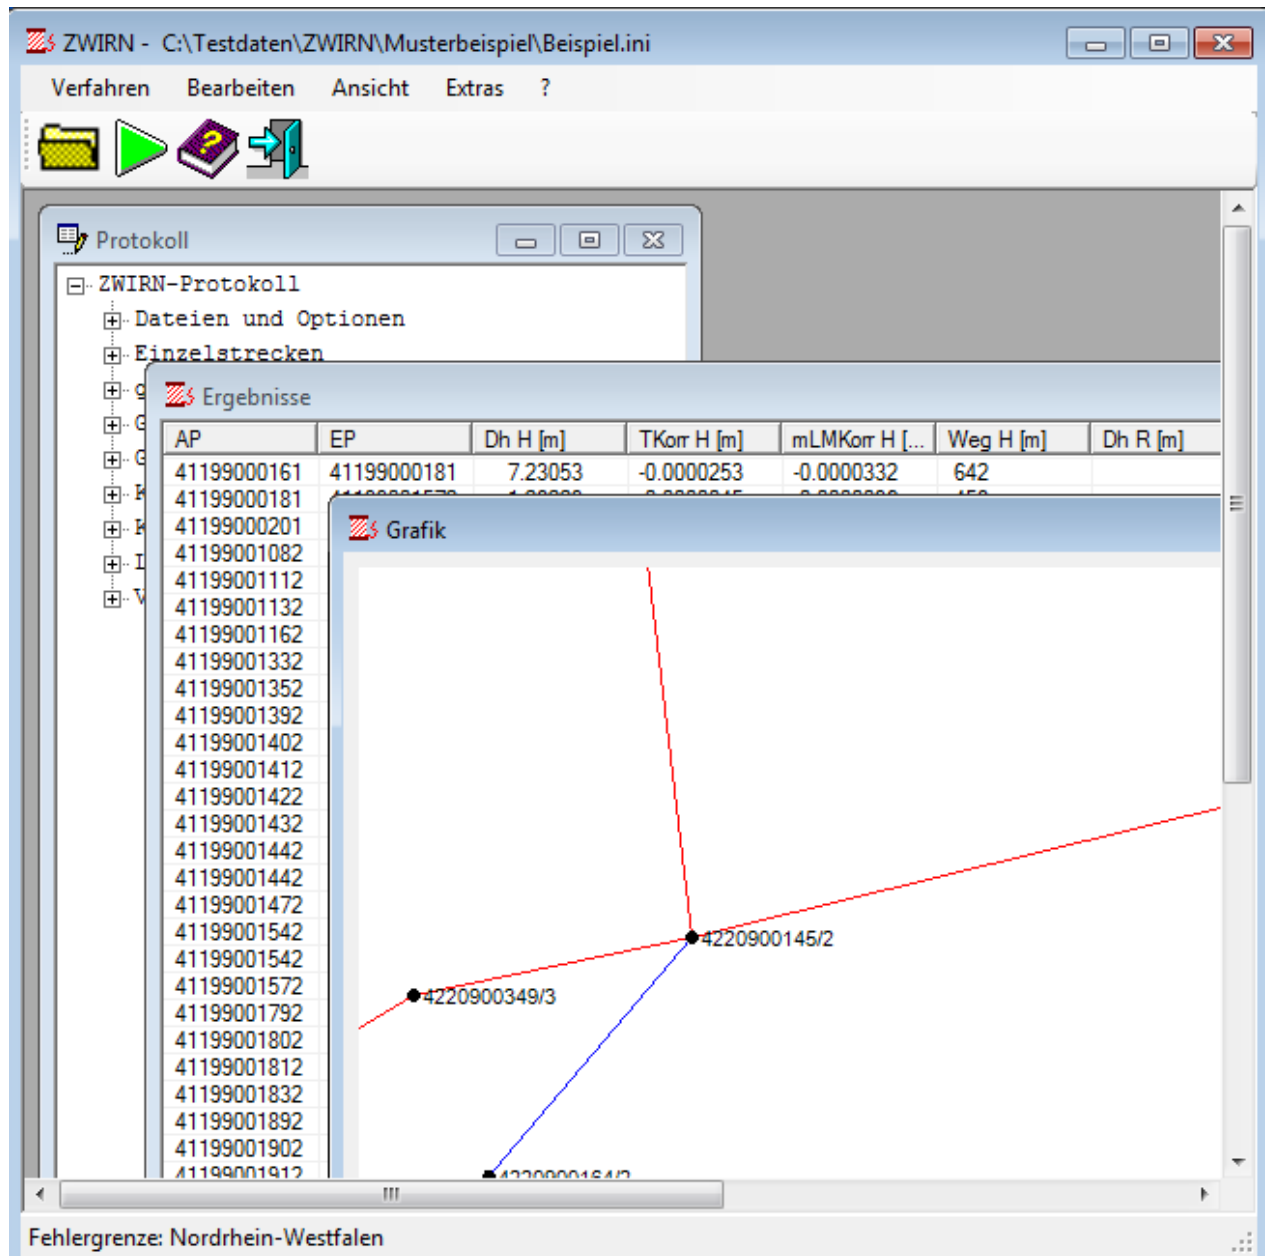 ZWIRN - C:\Testdaten\ZWIRN\Musterbeispiel\Beispiel.ini
Verfahren Bearbeiten Ansicht Extras ?
Protokoll
ZWIRN-Protokoll
Dateien und Optionen
Einzelstrecken
Ergebnisse
AP EP Dh H [m] TKorr H [m] mLMKorr H [... Weg H [m] Dh R [m]
41199000161 41199000181 7.23053 -0.0000253 -0.0000332 642
41199000181
41199000201
41199001082
41199001112
41199001132
41199001162
41199001332
41199001352
41199001392
41199001402
41199001412
41199001422
41199001432
41199001442
41199001442
41199001472
41199001542
41199001542
41199001572
41199001792
41199001802
41199001812
41199001832
41199001892
41199001902
41199001912
Grafik
4220900145/2
4220900349/3
4220900164/2
Fehlergrenze: Nordrhein-Westfalen